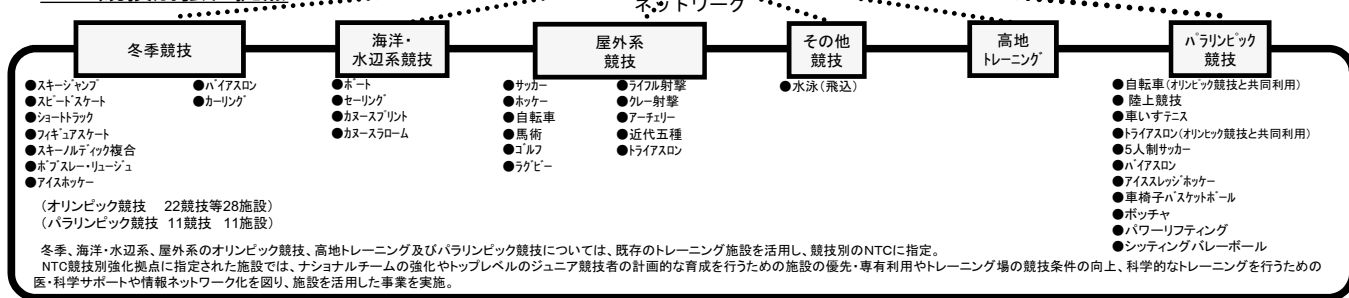 ネットワーク
冬季競技
海洋・
水辺系競技
屋外系
競技
その他
競技
高地
ﾄﾚｰﾆﾝｸﾞ
ﾊﾟﾗﾘﾝﾋﾟｯｸ
競技
●ｽｷｰｼﾞｬﾝﾌﾟ
●ｽﾋﾟｰﾄﾞｽｹｰﾄ
●ｼｮｰﾄﾄﾗｯｸ
●ﾌｨｷﾞｭｱｽｹｰﾄ
●ｽｷｰﾉﾙﾃﾞｨｯｸ複合
●ﾎﾞﾌﾞｽﾚｰ・ﾘｭｰｼﾞｭ
●ｱｲｽﾎｯｹｰ
●ﾊﾞｲｱｽﾛﾝ
●ｶｰﾘﾝｸﾞ
●ﾎﾞｰﾄ
●ｾｰﾘﾝｸﾞ
●ｶﾇｰｽﾌﾟﾘﾝﾄ
●ｶﾇｰｽﾗﾛｰﾑ
●ｻｯｶｰ
●ﾎｯｹｰ
●自転車
●馬術
●ｺﾞﾙﾌ
●ﾗｸﾞﾋﾞｰ
●ﾗｲﾌﾙ射撃
●ｸﾚｰ射撃
●ｱｰﾁｪﾘｰ
●近代五種
●ﾄﾗｲｱｽﾛﾝ
●水泳(飛込)
●自転車(ｵﾘﾝﾋﾟｯｸ競技と共同利用)
● 陸上競技
●車いすﾃﾆｽ
●ﾄﾗｲｱｽﾛﾝ(ｵﾘﾝﾋﾟｯｸ競技と共同利用)
●5人制ｻｯｶｰ
●ﾊﾞｲｱｽﾛﾝ
●ｱｲｽｽﾚｯｼﾞﾎｯｹｰ
●車椅子ﾊﾞｽｹｯﾄﾎﾞｰﾙ
●ボッチャ
●パワーリフティング
●シッティングバレーボール
(オリンピック競技 22競技等28施設)
(パラリンピック競技 11競技 11施設)
冬季、海洋・水辺系、屋外系のオリンピック競技、高地トレーニング及びパラリンピック競技については、既存のトレーニング施設を活用し、競技別のNTCに指定。
NTC競技別強化拠点に指定された施設では、ナショナルチームの強化やトップレベルのジュニア競技者の計画的な育成を行うための施設の優先・専有利用やトレーニング場の競技条件の向上、科学的なトレーニングを行うための
医・科学サポートや情報ネットワーク化を図り、施設を活用した事業を実施。